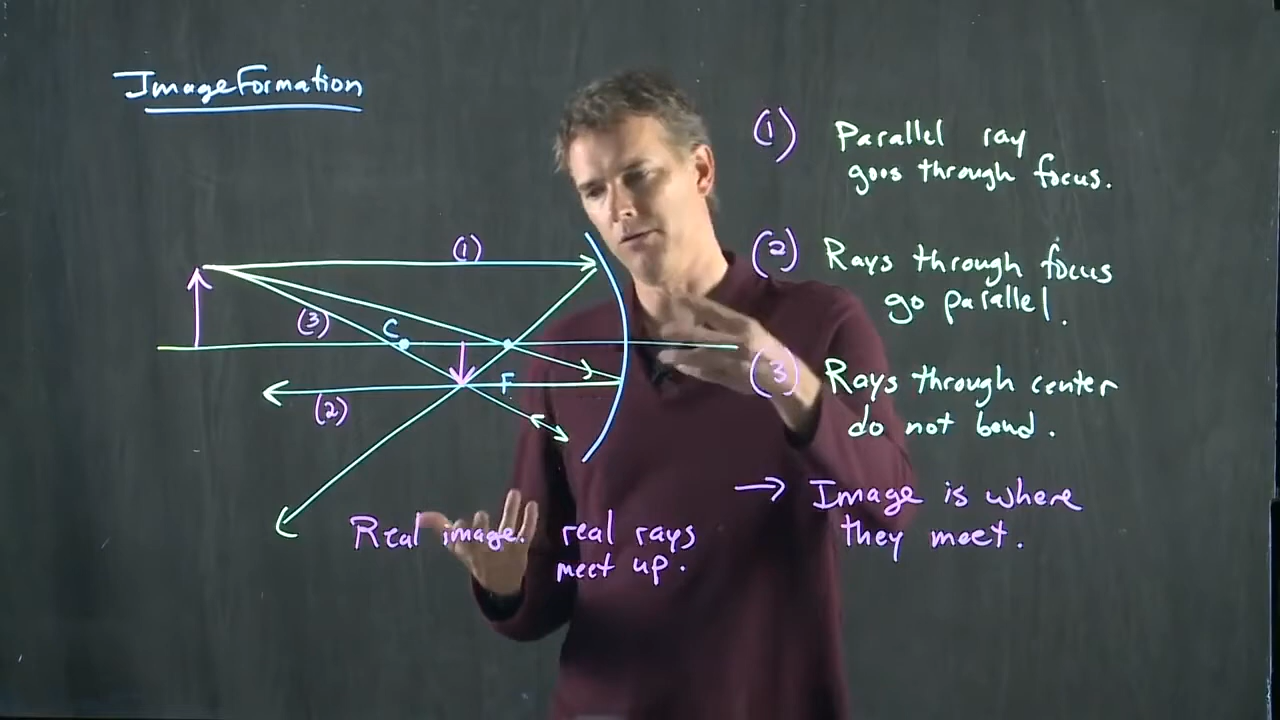 Image Formation
(1) Parallel ray
goes through focus.
(2) Rays through focus
go parallel.
(3) Rays through center
do not bend.
→ Image is where
they meet.
(1)
(3)
C
F
(2)
Real image. real rays
meet up.